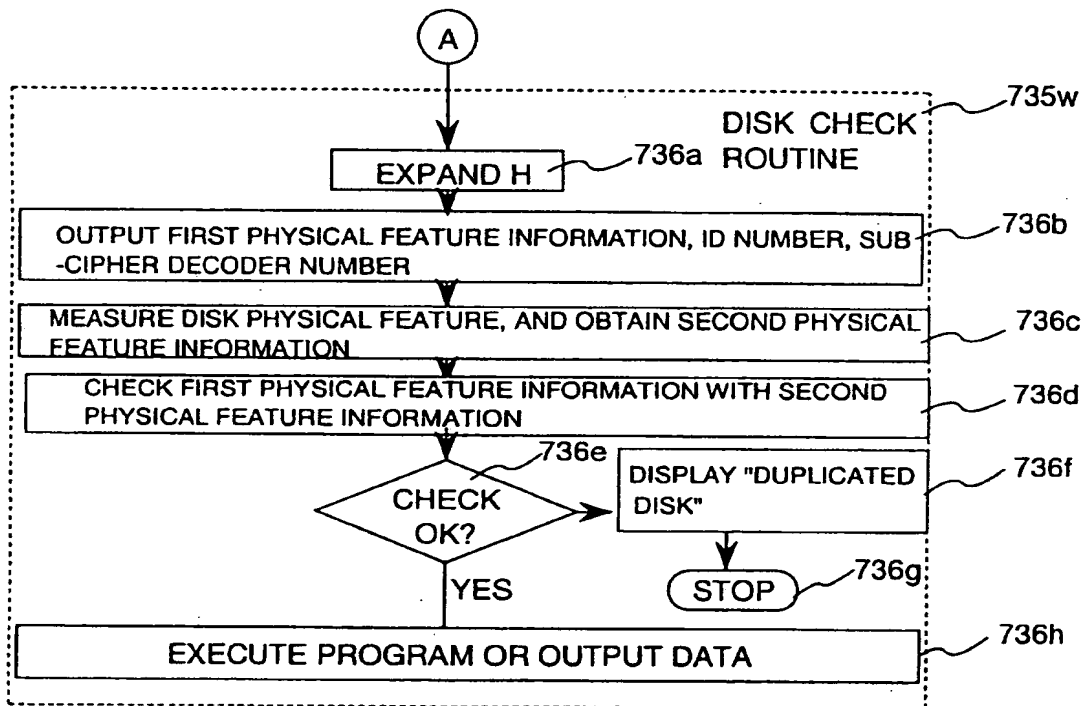 A
735w
DISK CHECK
ROUTINE
736a
EXPAND H
736b
OUTPUT FIRST PHYSICAL FEATURE INFORMATION, ID NUMBER, SUB
-CIPHER DECODER NUMBER
736c
MEASURE DISK PHYSICAL FEATURE, AND OBTAIN SECOND PHYSICAL
FEATURE INFORMATION
736d
CHECK FIRST PHYSICAL FEATURE INFORMATION WITH SECOND
PHYSICAL FEATURE INFORMATION
736e
CHECK
OK?
736f
DISPLAY "DUPLICATED
DISK"
736g
STOP
YES
736h
EXECUTE PROGRAM OR OUTPUT DATA